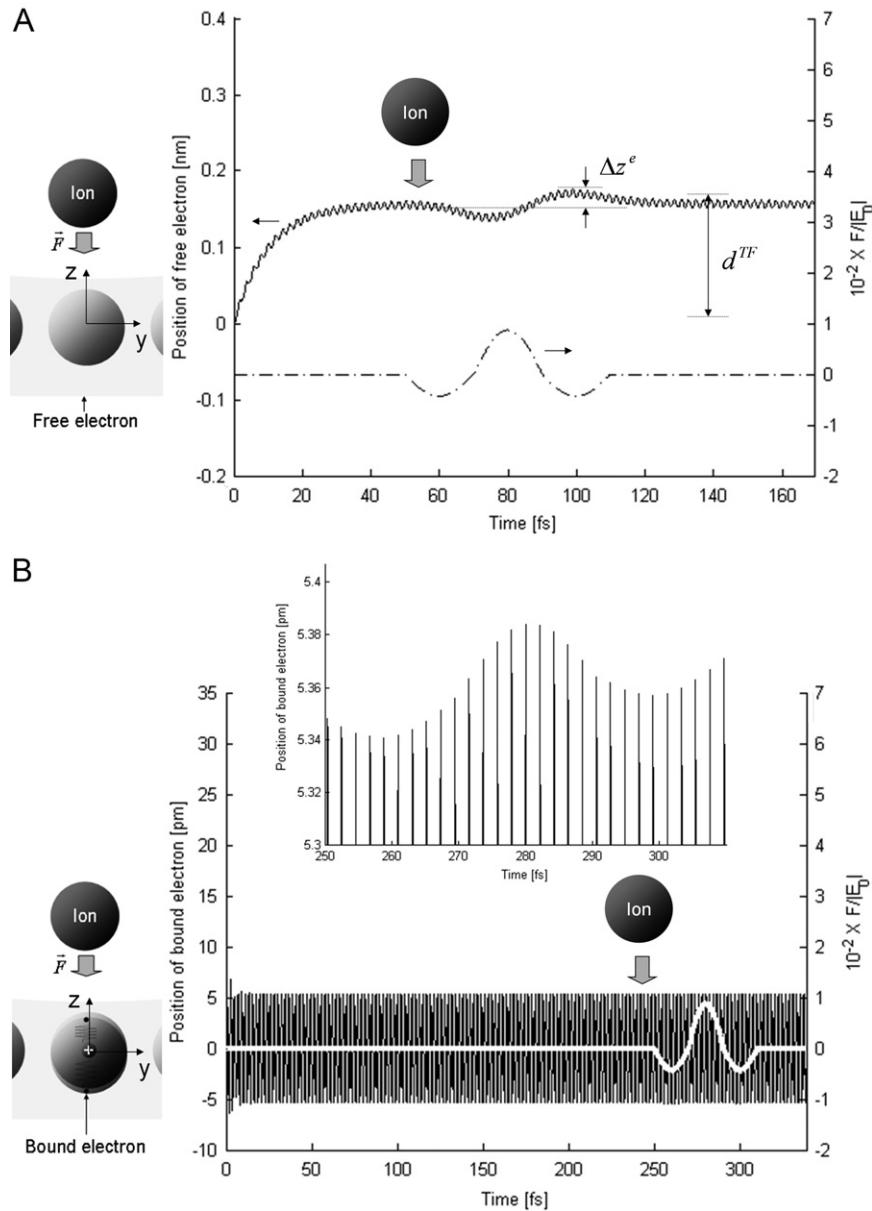 A
Ion
F
z
y
Free electron
Position of free electron [nm]
0.4
0.3
0.2
0.1
0
-0.1
-0.2
Ion
Δz^e
d^TF
7
6
5
4
3
2
1
0
-1
-2
10^-2 X F/|E_0|
0 20 40 60 80 100 120 140 160
Time [fs]
B
Position of bound electron [pm]
5.4
5.38
5.36
5.34
5.32
5.3
250 260 270 280 290 300
Time [fs]
Ion
F
z
+
y
Bound electron
Position of bound electron [pm]
35
30
25
20
15
10
5
0
-5
-10
Ion
7
6
5
4
3
2
1
0
-1
-2
10^-2 X F/|E_0|
0 50 100 150 200 250 300
Time [fs]